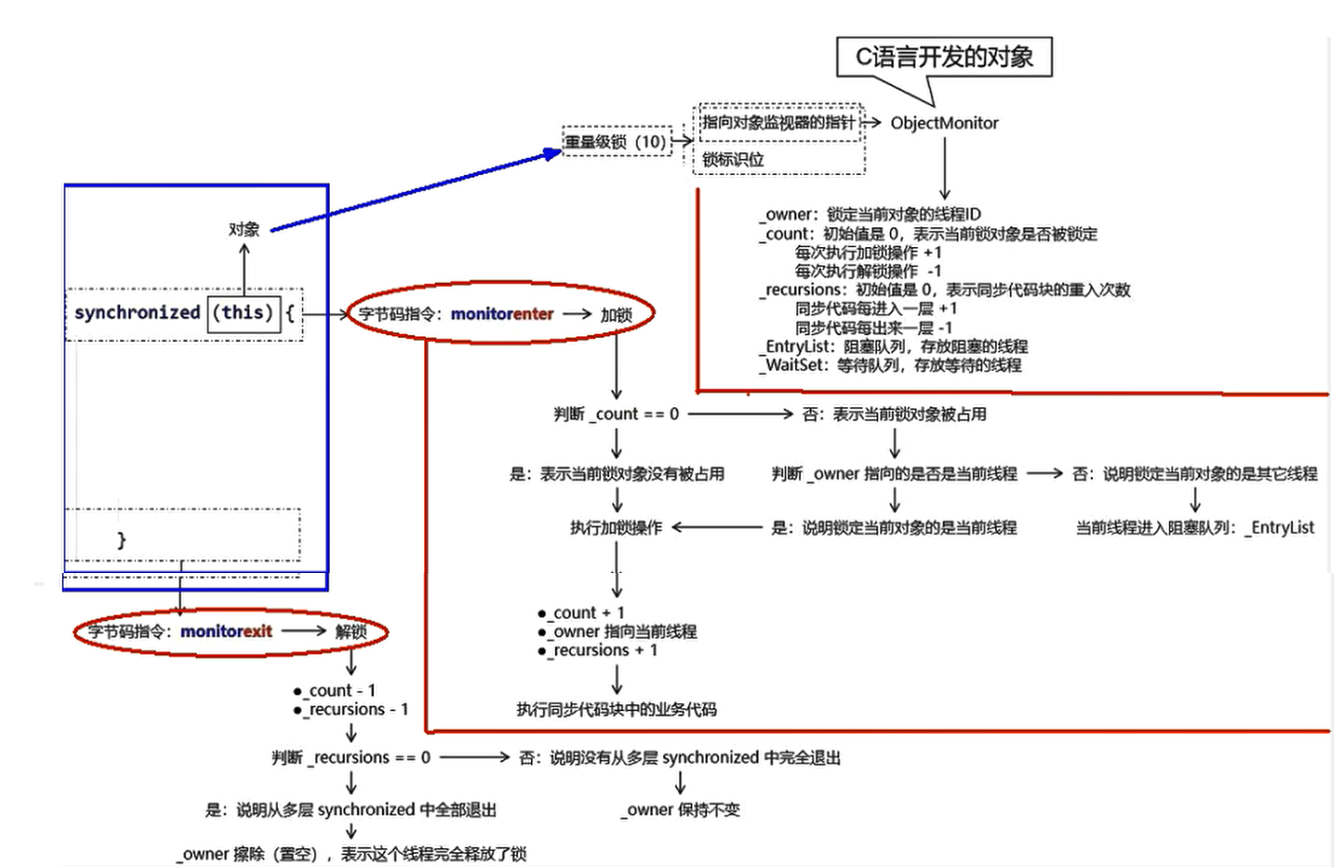 C语言开发的对象
重量级锁（10）
指向对象监视器的指针
ObjectMonitor
锁标识位
_owner：锁定当前对象的线程ID
_count：初始值是 0，表示当前锁对象是否被锁定
每次执行加锁操作 +1
每次执行解锁操作 -1
_recursions：初始值是 0，表示同步代码块的重入次数
同步代码每进入一层 +1
同步代码每出来一层 -1
_EntryList：阻塞队列，存放阻塞的线程
_WaitSet：等待队列，存放等待的线程
对象
synchronized (this) {
}
字节码指令：monitorenter
加锁
判断 _count == 0
否：表示当前锁对象被占用
是：表示当前锁对象没有被占用
判断 _owner 指向的是否是当前线程
否：说明锁定当前对象的是其它线程
执行加锁操作
是：说明锁定当前对象的是当前线程
当前线程进入阻塞队列：_EntryList
●_count + 1
●_owner 指向当前线程
●_recursions + 1
执行同步代码块中的业务代码
字节码指令：monitorexit
解锁
●_count - 1
●_recursions - 1
判断 _recursions == 0
否：说明没有从多层 synchronized 中完全退出
是：说明从多层 synchronized 中全部退出
_owner 保持不变
_owner 擦除（置空），表示这个线程完全释放了锁